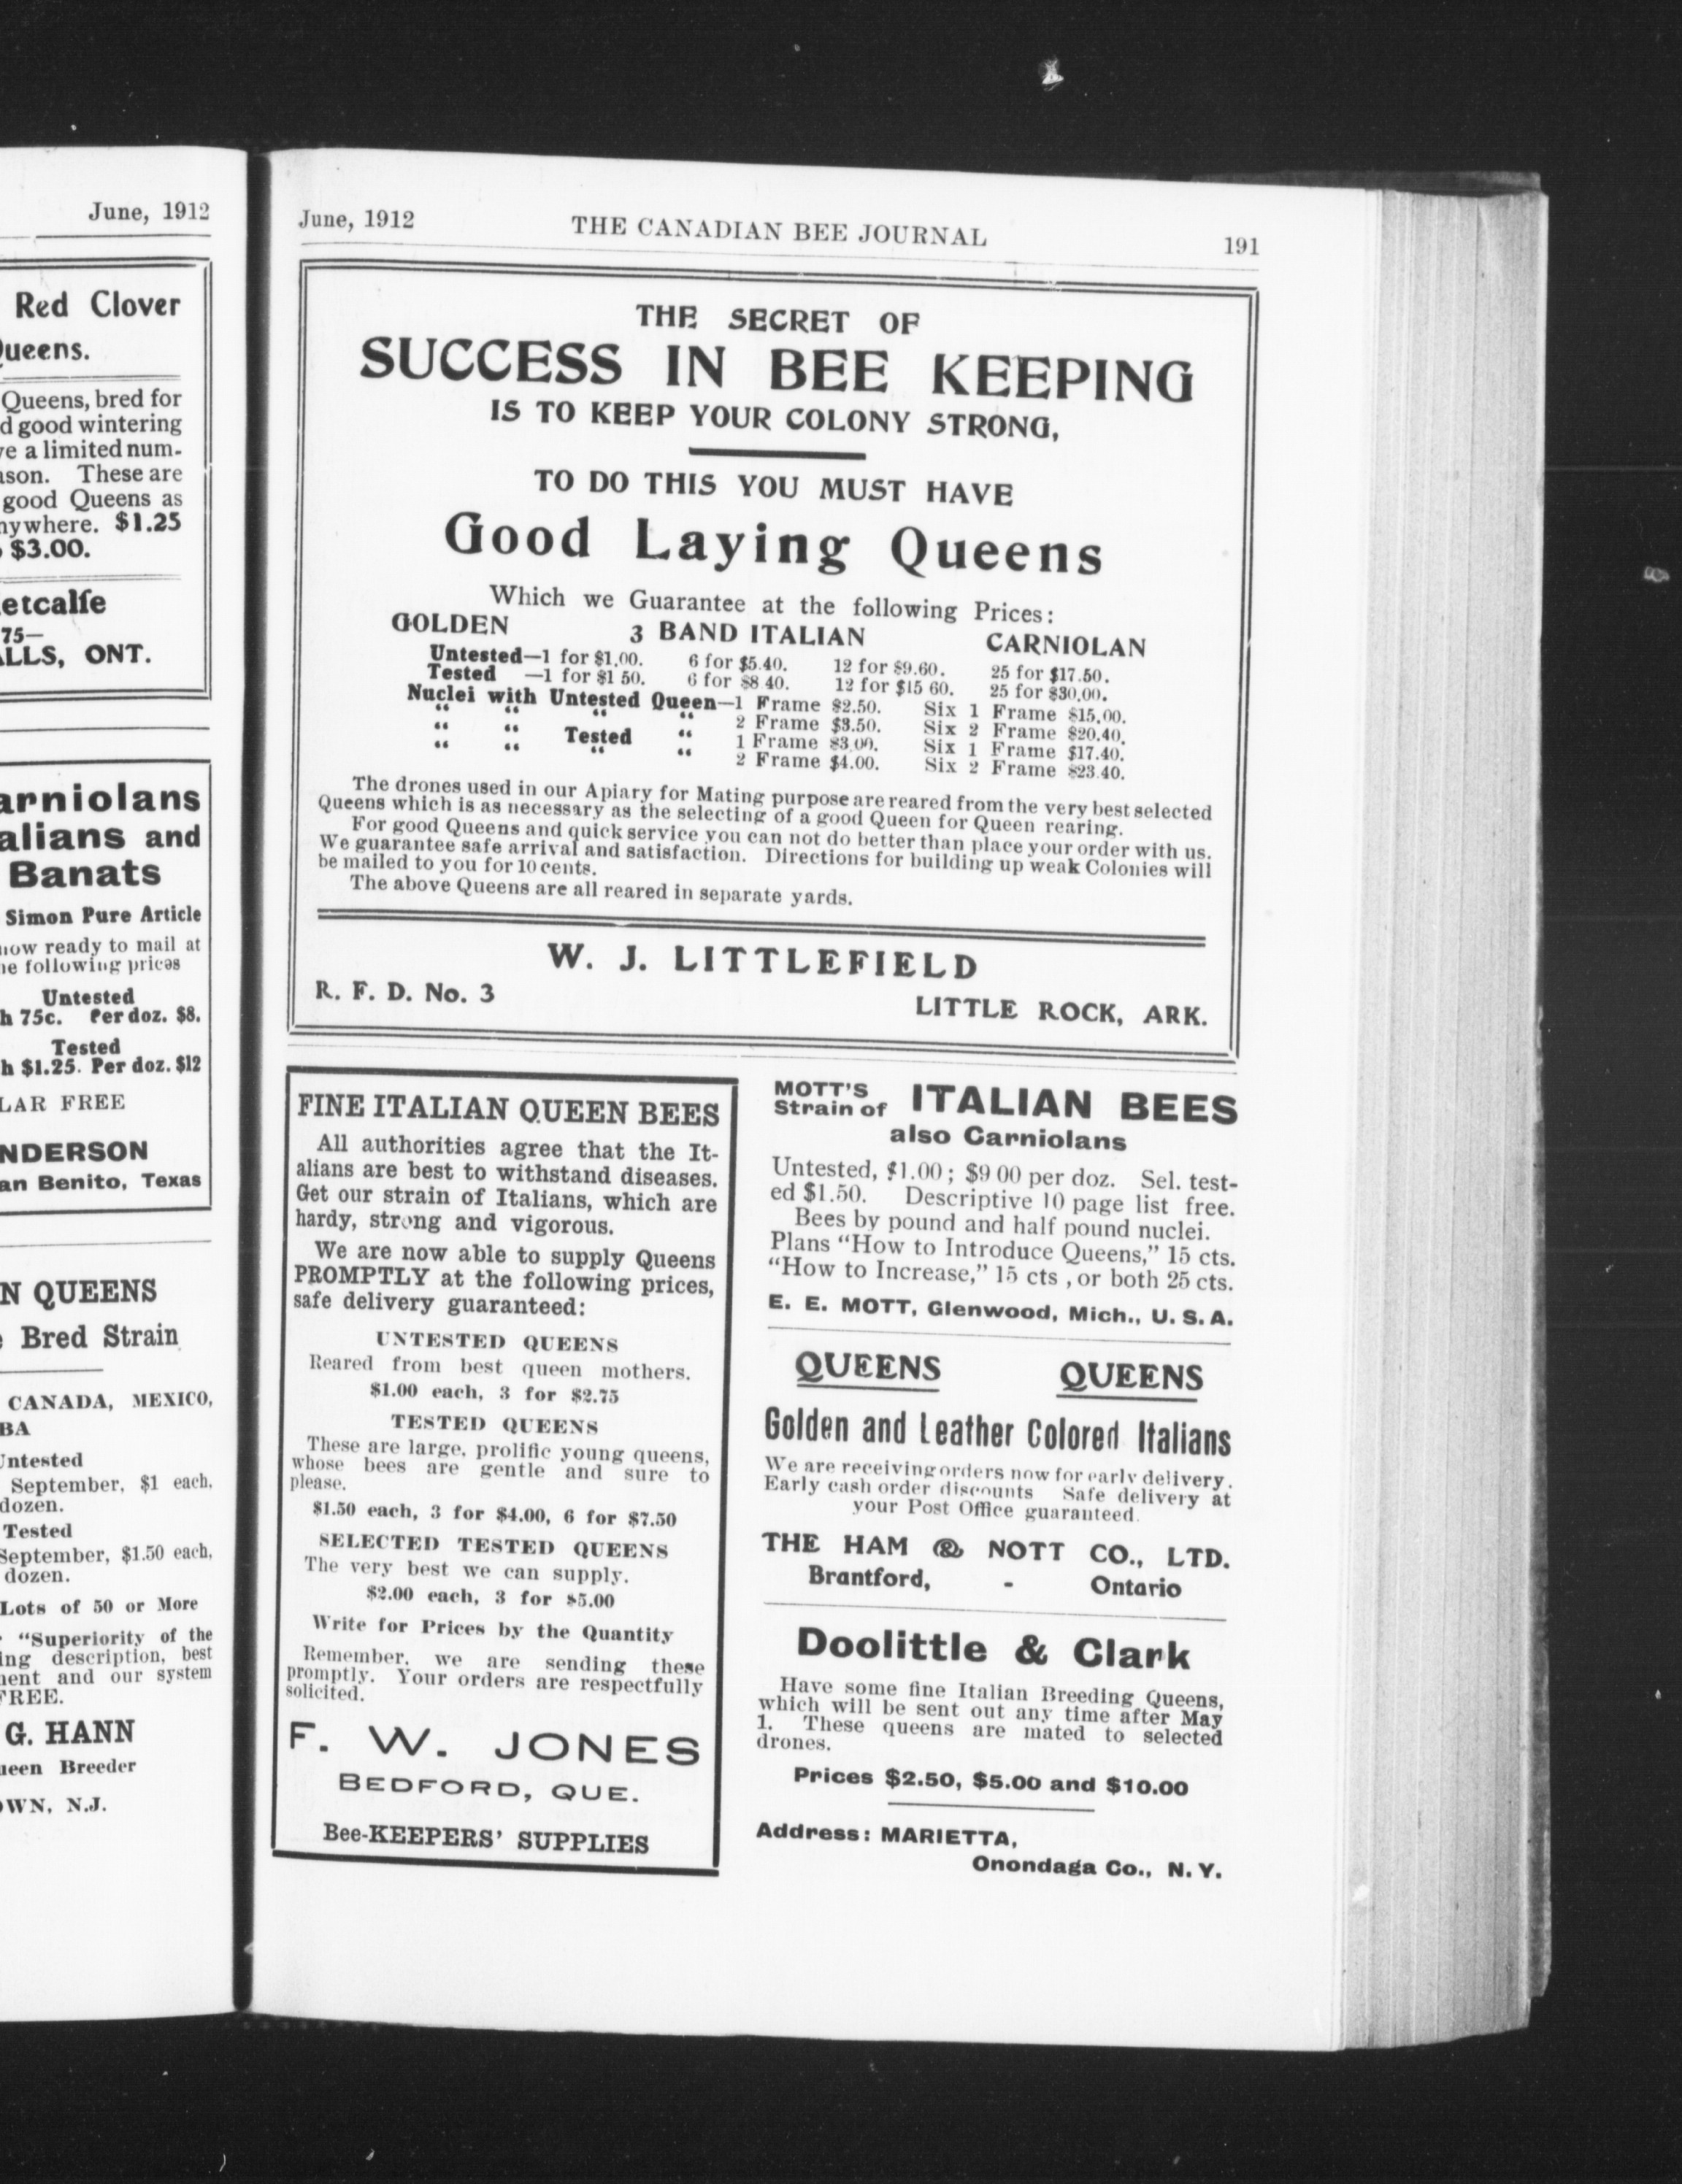 June, 1912
Red Clover
Queens.
Queens, bred for
good wintering
a limited num-
These are
good Queens as
$1.25
$3.00.
75—
ONT.
and
Banats
Simon Pure Article
now ready to mail at
following prices
Untested
75c. Per doz. $8.
Tested
$1.25. Per doz. $12
FREE
Benito, Texas
QUEENS
Bred Strain
CANADA, MEXICO,
Untested
September, $1 each,
dozen.
Tested
September, $1.50 each,
dozen.
Lots of 50 or More
"Superiority of the
description, best
and our system
FREE.
G. HANN
Queen Breeder
N.J.
June, 1912 THE CANADIAN BEE JOURNAL 191
THE SECRET OF
SUCCESS IN BEE KEEPING
IS TO KEEP YOUR COLONY STRONG,
TO DO THIS YOU MUST HAVE
Good Laying Queens
Which we Guarantee at the following Prices:
GOLDEN 3 BAND ITALIAN CARNIOLAN
Untested—1 for $1.00. 6 for $5.40. 12 for $9.60. 25 for $17.50.
Tested —1 for $1 50. 6 for $8 40. 12 for $15 60. 25 for $30.00.
Nuclei with Untested Queen—1 Frame $2.50. Six 1 Frame $15.00.
" " " " 2 Frame $3.50. Six 2 Frame $20.40.
" " Tested " 1 Frame $3.00. Six 1 Frame $17.40.
" " " " 2 Frame $4.00. Six 2 Frame $23.40.
The drones used in our Apiary for Mating purpose are reared from the very best selected
Queens which is as necessary as the selecting of a good Queen for Queen rearing.
For good Queens and quick service you can not do better than place your order with us.
We guarantee safe arrival and satisfaction. Directions for building up weak Colonies will
be mailed to you for 10 cents.
The above Queens are all reared in separate yards.
W. J. LITTLEFIELD
R. F. D. No. 3 LITTLE ROCK, ARK.
FINE ITALIAN QUEEN BEES
All authorities agree that the It-
alians are best to withstand diseases.
Get our strain of Italians, which are
hardy, strong and vigorous.
We are now able to supply Queens
PROMPTLY at the following prices,
safe delivery guaranteed:
UNTESTED QUEENS
Reared from best queen mothers.
$1.00 each, 3 for $2.75
TESTED QUEENS
These are large, prolific young queens,
whose bees are gentle and sure to
please.
$1.50 each, 3 for $4.00, 6 for $7.50
SELECTED TESTED QUEENS
The very best we can supply.
$2.00 each, 3 for $5.00
Write for Prices by the Quantity
Remember, we are sending these
promptly. Your orders are respectfully
solicited.
F. W. JONES
BEDFORD, QUE.
Bee-KEEPERS' SUPPLIES
MOTT'S
Strain of ITALIAN BEES
also Carniolans
Untested, $1.00; $9 00 per doz. Sel. test-
ed $1.50. Descriptive 10 page list free.
Bees by pound and half pound nuclei.
Plans "How to Introduce Queens," 15 cts.
"How to Increase," 15 cts , or both 25 cts.
E. E. MOTT, Glenwood, Mich., U. S. A.
QUEENS QUEENS
Golden and Leather Colored Italians
We are receiving orders now for early delivery.
Early cash order discounts Safe delivery at
your Post Office guaranteed.
THE HAM & NOTT CO., LTD.
Brantford, - Ontario
Doolittle & Clark
Have some fine Italian Breeding Queens,
which will be sent out any time after May
1. These queens are mated to selected
drones.
Prices $2.50, $5.00 and $10.00
Address: MARIETTA,
Onondaga Co., N. Y.